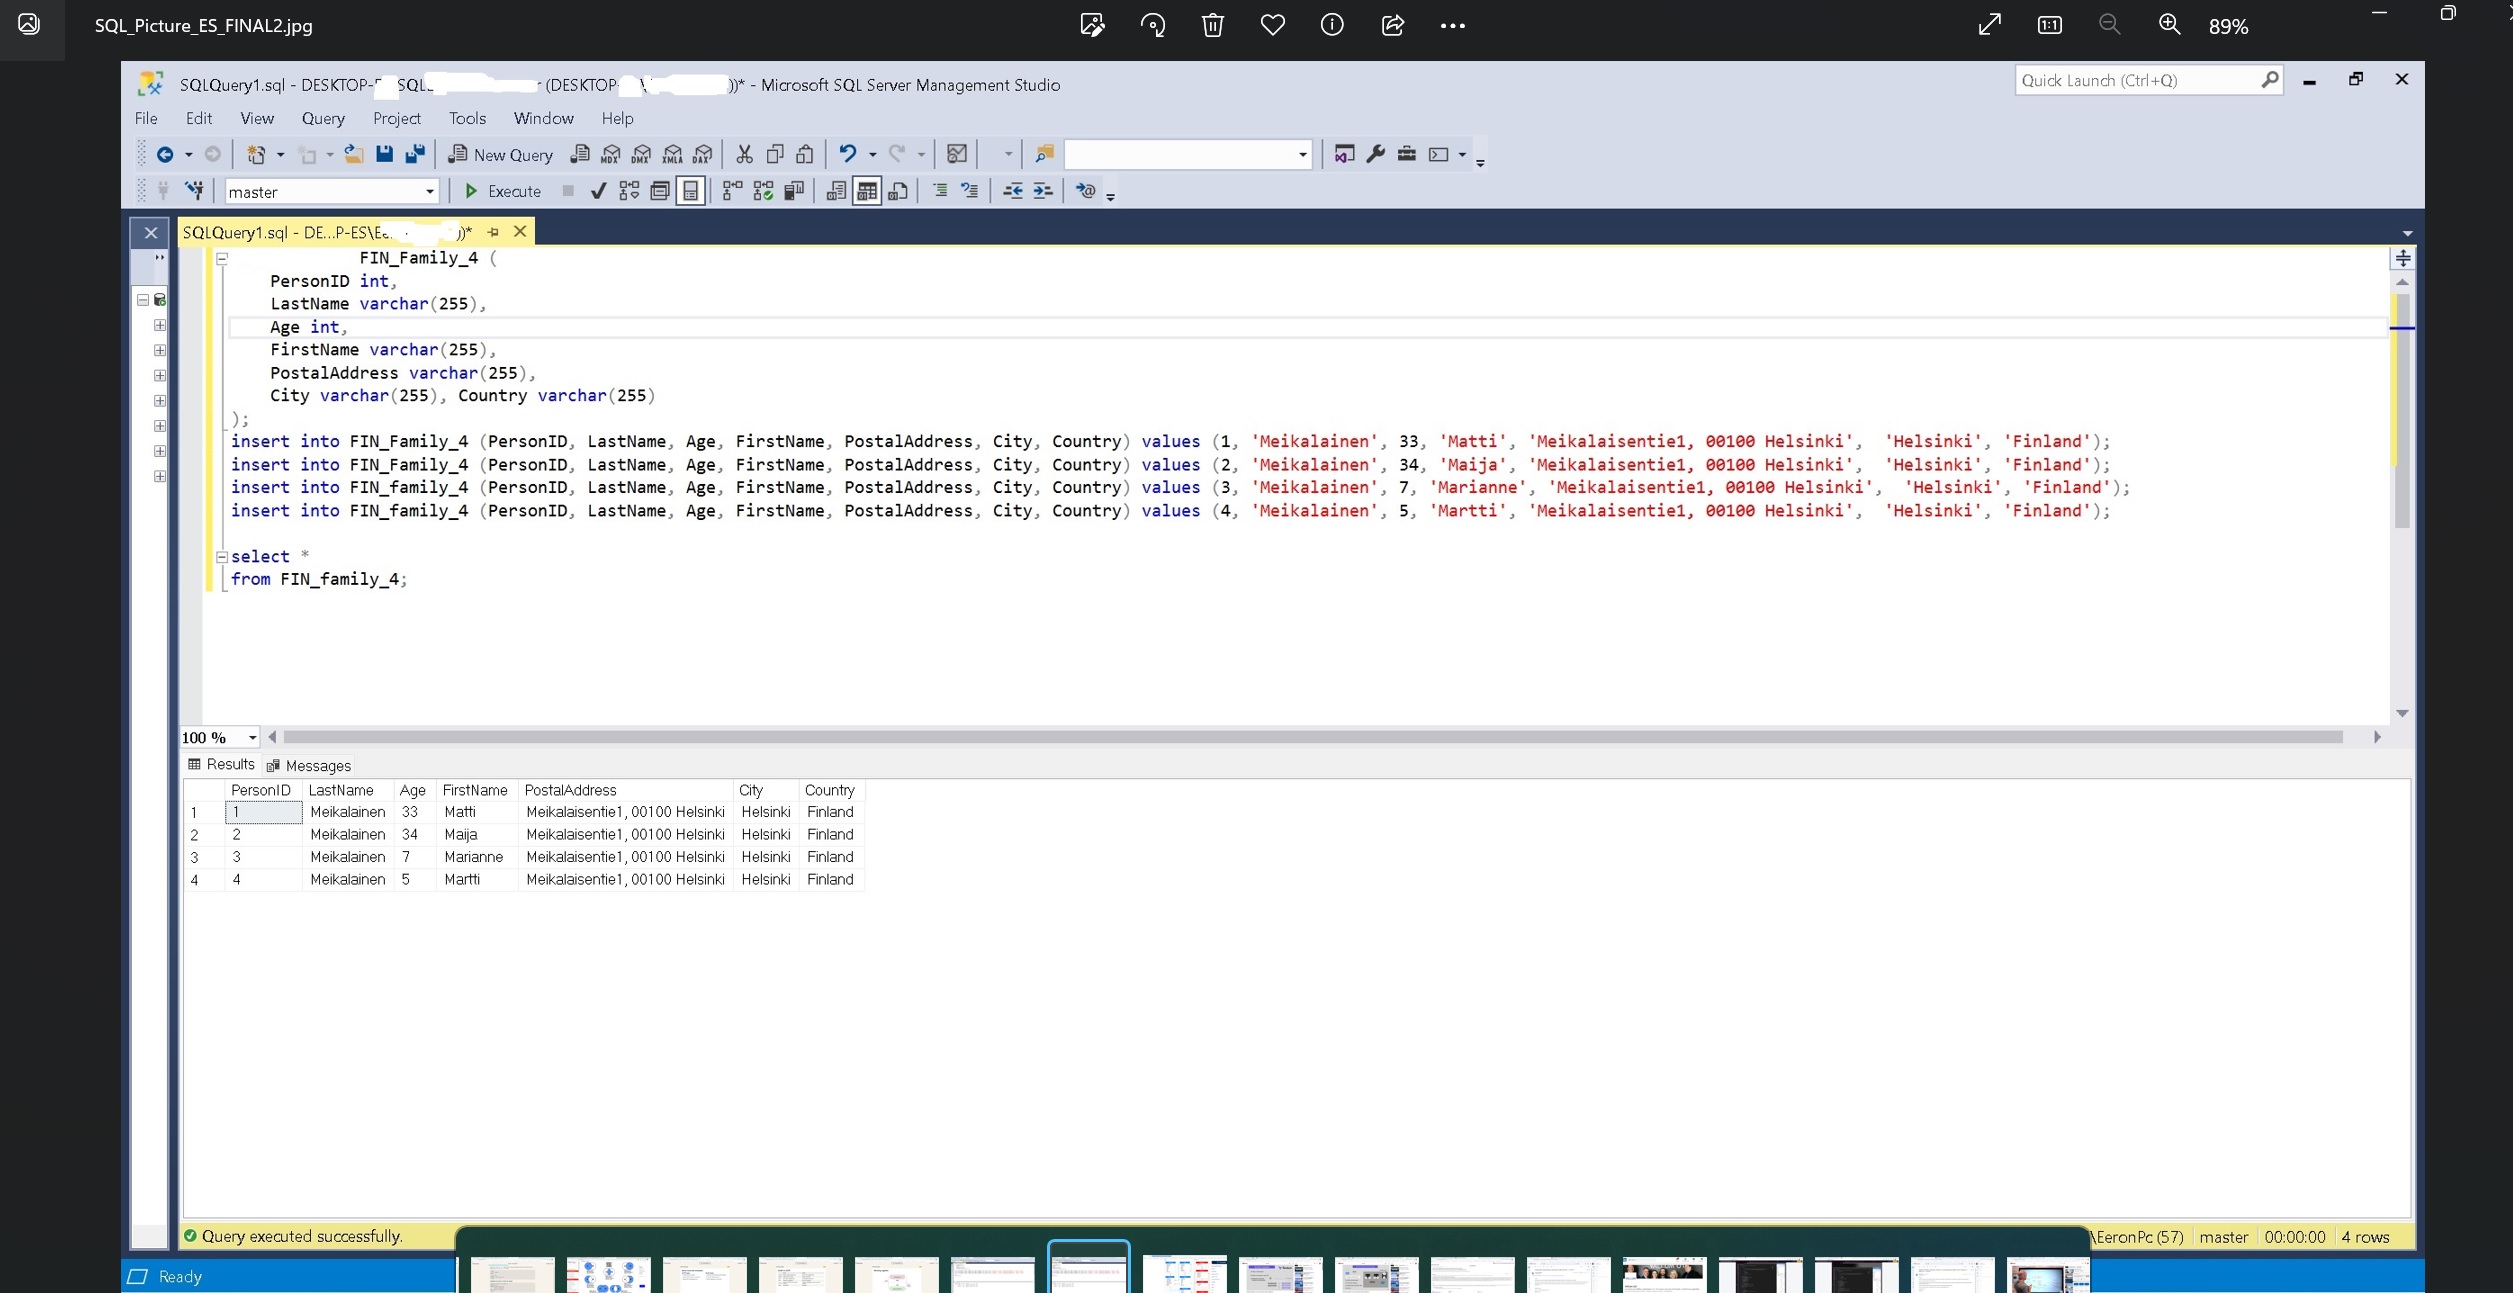 SQL_Picture_ES_FINAL2.jpg
89%
SQLQuery1.sql - DESKTOP- SQL (DESKTOP- \ ))* - Microsoft SQL Server Management Studio
Quick Launch (Ctrl+Q)
File Edit View Query Project Tools Window Help
New Query MDX DMX XMLA DAX
master Execute
SQLQuery1.sql - DE...P-ES\Ee ))*
FIN_Family_4 (
PersonID int,
LastName varchar(255),
Age int,
FirstName varchar(255),
PostalAddress varchar(255),
City varchar(255), Country varchar(255)
);
insert into FIN_Family_4 (PersonID, LastName, Age, FirstName, PostalAddress, City, Country) values (1, 'Meikalainen', 33, 'Matti', 'Meikalaisentie1, 00100 Helsinki', 'Helsinki', 'Finland');
insert into FIN_Family_4 (PersonID, LastName, Age, FirstName, PostalAddress, City, Country) values (2, 'Meikalainen', 34, 'Maija', 'Meikalaisentie1, 00100 Helsinki', 'Helsinki', 'Finland');
insert into FIN_family_4 (PersonID, LastName, Age, FirstName, PostalAddress, City, Country) values (3, 'Meikalainen', 7, 'Marianne', 'Meikalaisentie1, 00100 Helsinki', 'Helsinki', 'Finland');
insert into FIN_family_4 (PersonID, LastName, Age, FirstName, PostalAddress, City, Country) values (4, 'Meikalainen', 5, 'Martti', 'Meikalaisentie1, 00100 Helsinki', 'Helsinki', 'Finland');
select *
from FIN_family_4;
100 %
Results Messages
PersonID LastName Age FirstName PostalAddress City Country
1 1 Meikalainen 33 Matti Meikalaisentie1, 00100 Helsinki Helsinki Finland
2 2 Meikalainen 34 Maija Meikalaisentie1, 00100 Helsinki Helsinki Finland
3 3 Meikalainen 7 Marianne Meikalaisentie1, 00100 Helsinki Helsinki Finland
4 4 Meikalainen 5 Martti Meikalaisentie1, 00100 Helsinki Helsinki Finland
Query executed successfully.
\EeronPc (57) master 00:00:00 4 rows
Ready